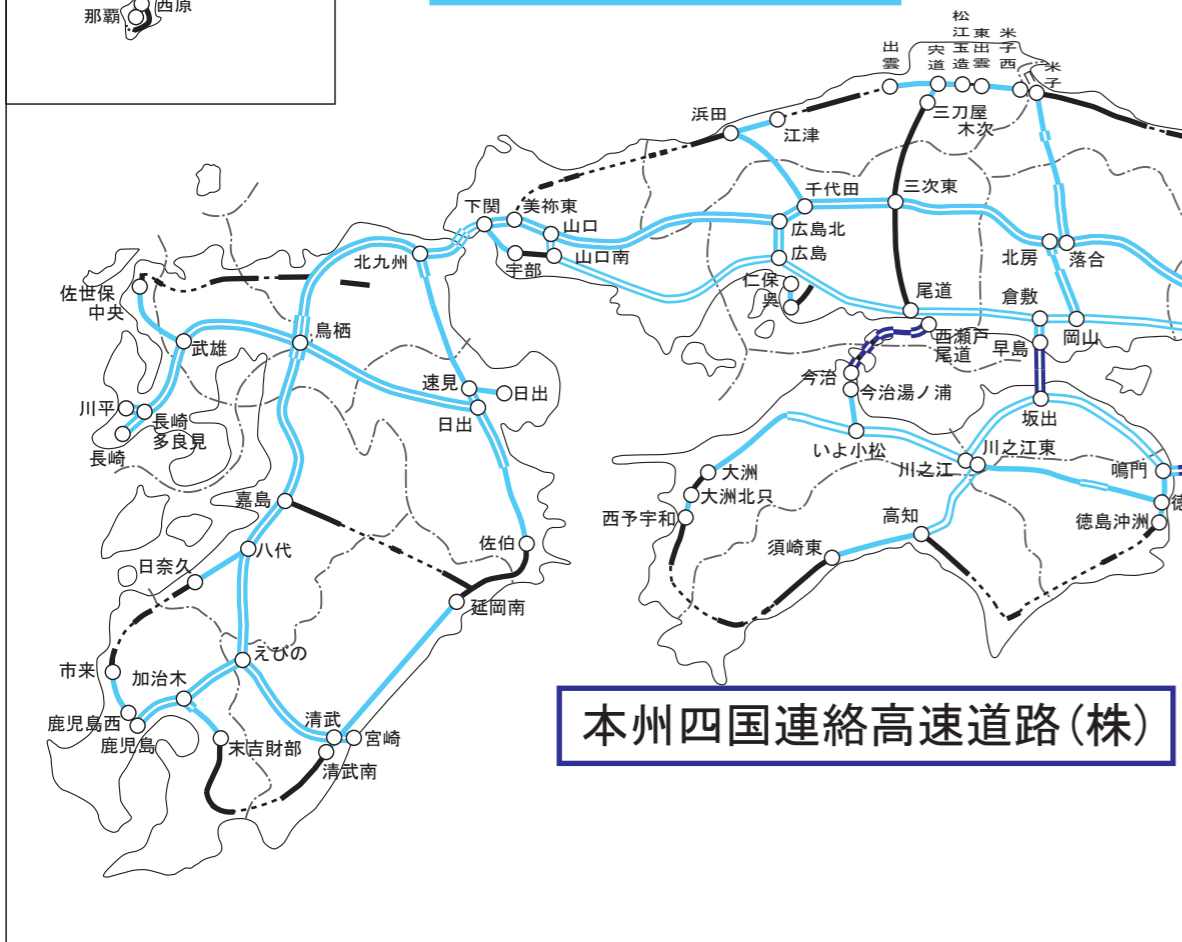 西原
那覇
松江玉造
東出雲
米子西
出雲
宍道
米子
三刀屋
木次
浜田
江津
千代田
三次東
下関
美祢東
山口
広島北
北九州
宇部
山口南
広島
北房
落合
仁保
呉
尾道
倉敷
佐世保
中央
西瀬戸
尾道
早島
岡山
武雄
鳥栖
今治
速見
日出
今治湯ノ浦
川平
長崎
多良見
日出
坂出
長崎
いよ小松
川之江東
川之江
鳴門
大洲
大洲北只
徳
嘉島
西予宇和
高知
徳島沖洲
八代
佐伯
須崎東
日奈久
延岡南
えびの
市来
加治木
鹿児島西
鹿児島
清武
宮崎
末吉財部
清武南
本州四国連絡高速道路(株)